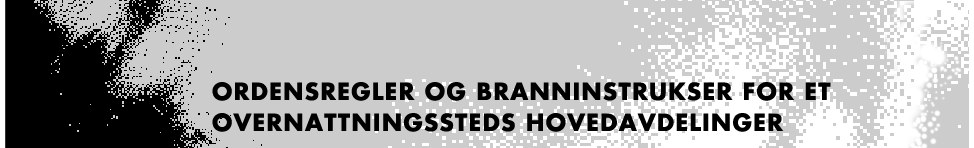 ORDENSREGLER OG BRANNINSTRUKSER FOR ET
OVERNATTNINGSSTEDS HOVEDAVDELINGER